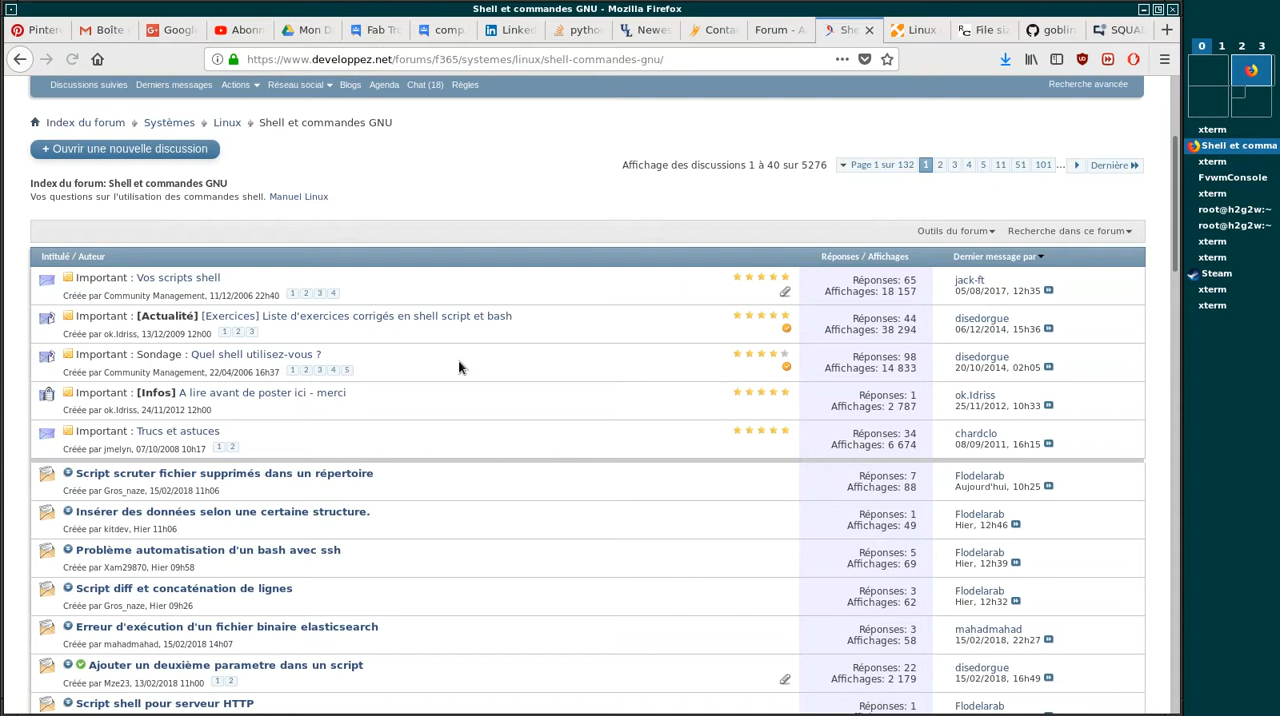 Shell et commandes GNU - Mozilla Firefox
Pinter Boîte Googl Abonn Mon D Fab Tro comp Linked python Newes Conta Forum - A She Linux File siz goblin SQUAD
https://www.developpez.net/forums/f365/systemes/linux/shell-commandes-gnu/
Discussions suivies Derniers messages Actions Réseau social Blogs Agenda Chat (18) Règles Recherche avancée
Index du forum Systèmes Linux Shell et commandes GNU
+ Ouvrir une nouvelle discussion
Affichage des discussions 1 à 40 sur 5276 Page 1 sur 132 1 2 3 4 5 11 51 101 ... Dernière
Index du forum: Shell et commandes GNU
Vos questions sur l'utilisation des commandes shell. Manuel Linux
Outils du forum Recherche dans ce forum
Intitulé / Auteur Réponses / Affichages Dernier message par
Important : Vos scripts shell Réponses: 65 jack-ft
Créée par Community Management, 11/12/2006 22h40 1 2 3 4 Affichages: 18 157 05/08/2017, 12h35
Important : [Actualité] [Exercices] Liste d'exercices corrigés en shell script et bash Réponses: 44 disedorgue
Créée par ok.Idriss, 13/12/2009 12h00 1 2 3 Affichages: 38 294 06/12/2014, 15h36
Important : Sondage : Quel shell utilisez-vous ? Réponses: 98 disedorgue
Créée par Community Management, 22/04/2006 16h37 1 2 3 4 5 Affichages: 14 833 20/10/2014, 02h05
Important : [Infos] A lire avant de poster ici - merci Réponses: 1 ok.Idriss
Créée par ok.Idriss, 24/11/2012 12h00 Affichages: 2 787 25/11/2012, 10h33
Important : Trucs et astuces Réponses: 34 chardclo
Créée par jmelyn, 07/10/2008 10h17 1 2 Affichages: 6 674 08/09/2011, 16h15
Script scruter fichier supprimés dans un répertoire Réponses: 7 Flodelarab
Créée par Gros_naze, 15/02/2018 11h06 Affichages: 88 Aujourd'hui, 10h25
Insérer des données selon une certaine structure. Réponses: 1 Flodelarab
Créée par kitdev, Hier 11h06 Affichages: 49 Hier, 12h46
Problème automatisation d'un bash avec ssh Réponses: 5 Flodelarab
Créée par Xam29870, Hier 09h58 Affichages: 69 Hier, 12h39
Script diff et concaténation de lignes Réponses: 3 Flodelarab
Créée par Gros_naze, Hier 09h26 Affichages: 62 Hier, 12h32
Erreur d'exécution d'un fichier binaire elasticsearch Réponses: 3 mahadmahad
Créée par mahadmahad, 15/02/2018 14h07 Affichages: 58 15/02/2018, 22h27
Ajouter un deuxième parametre dans un script Réponses: 22 disedorgue
Créée par Mze23, 13/02/2018 11h00 1 2 Affichages: 2 179 15/02/2018, 16h49
Script shell pour serveur HTTP Réponses: 1 Flodelarab
0 1 2 3
xterm
Shell et comma
xterm
FvwmConsole
xterm
root@h2g2w:~
root@h2g2w:~
xterm
xterm
Steam
xterm
xterm